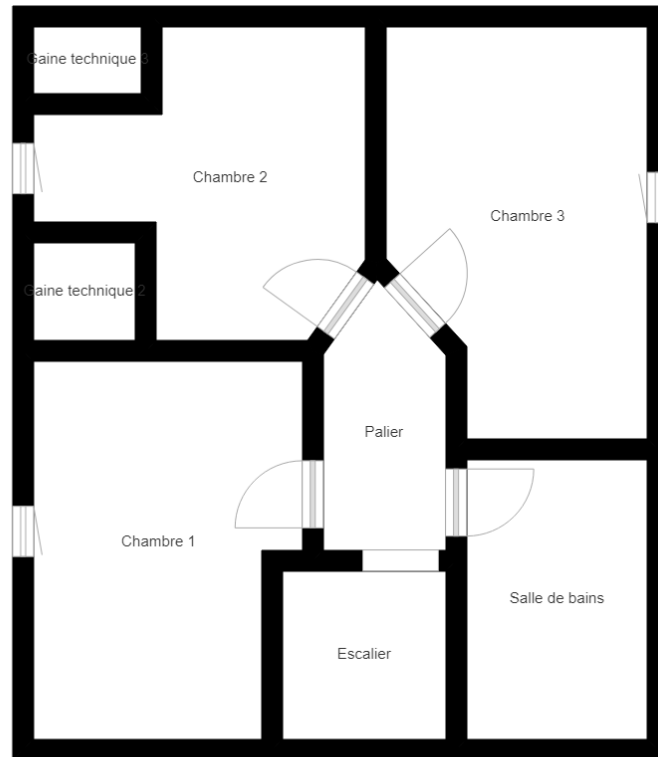 Gaine technique 3
Chambre 2
Chambre 3
Gaine technique 2
Palier
Chambre 1
Salle de bains
Escalier